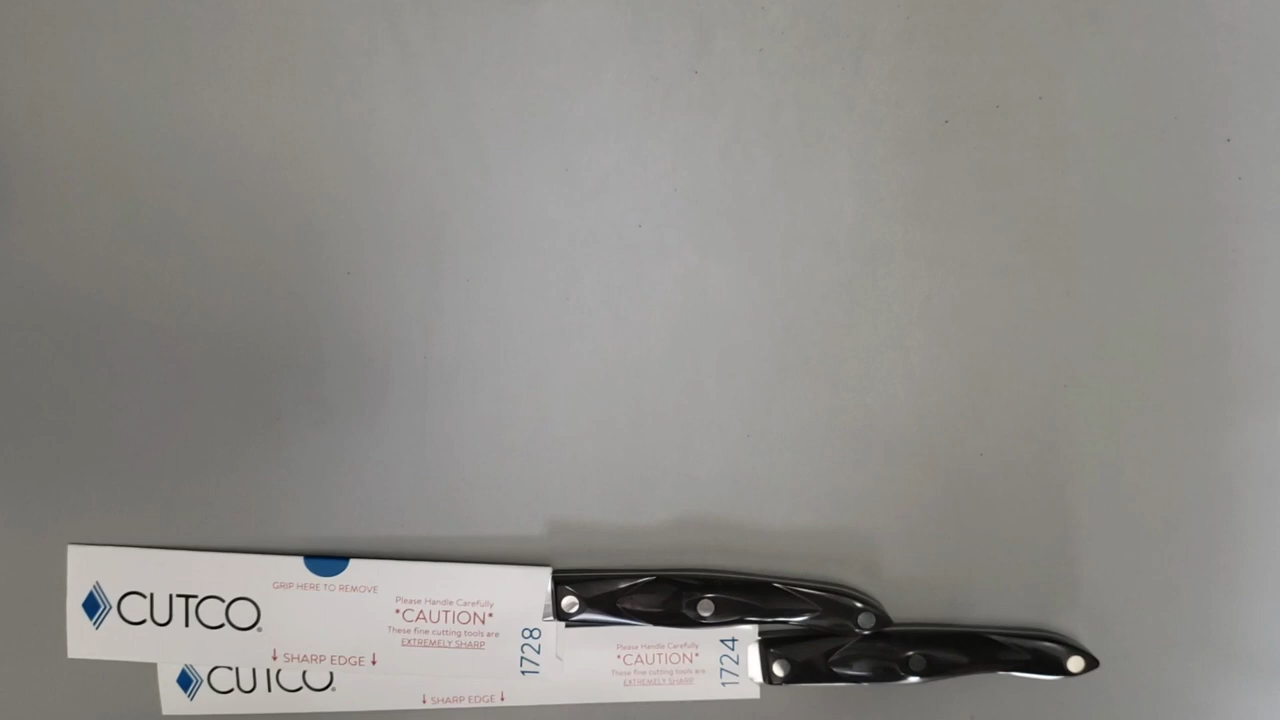 CUTCO
GRIP HERE TO REMOVE
Please Handle Carefully
*CAUTION*
These fine cutting tools are
EXTREMELY SHARP
↓ SHARP EDGE ↓
1728
CUTCO
Please Handle Carefully
*CAUTION*
These fine cutting tools are
EXTREMELY SHARP
↓ SHARP EDGE ↓
1724